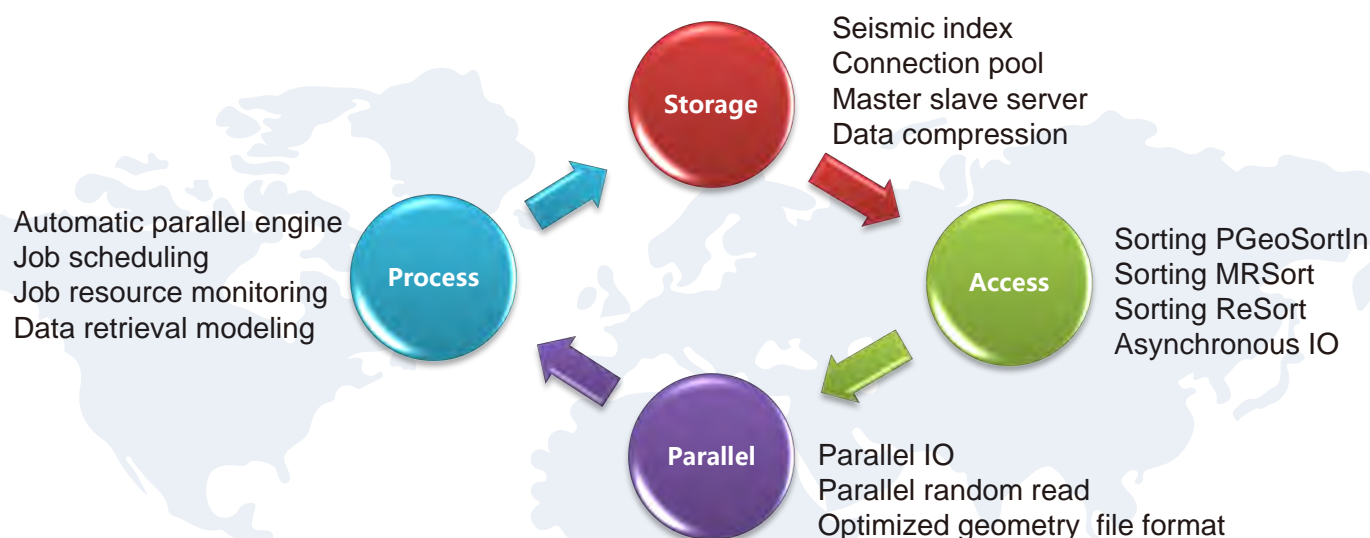 Storage
Seismic index
Connection pool
Master slave server
Data compression
Access
Sorting PGeoSortIn
Sorting MRSort
Sorting ReSort
Asynchronous IO
Parallel
Parallel IO
Parallel random read
Optimized geometry file format
Process
Automatic parallel engine
Job scheduling
Job resource monitoring
Data retrieval modeling